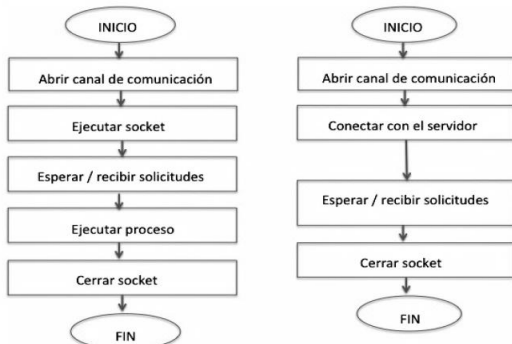 INICIO
Abrir canal de comunicación
Ejecutar socket
Esperar / recibir solicitudes
Ejecutar proceso
Cerrar socket
FIN
INICIO
Abrir canal de comunicación
Conectar con el servidor
Esperar / recibir solicitudes
Cerrar socket
FIN